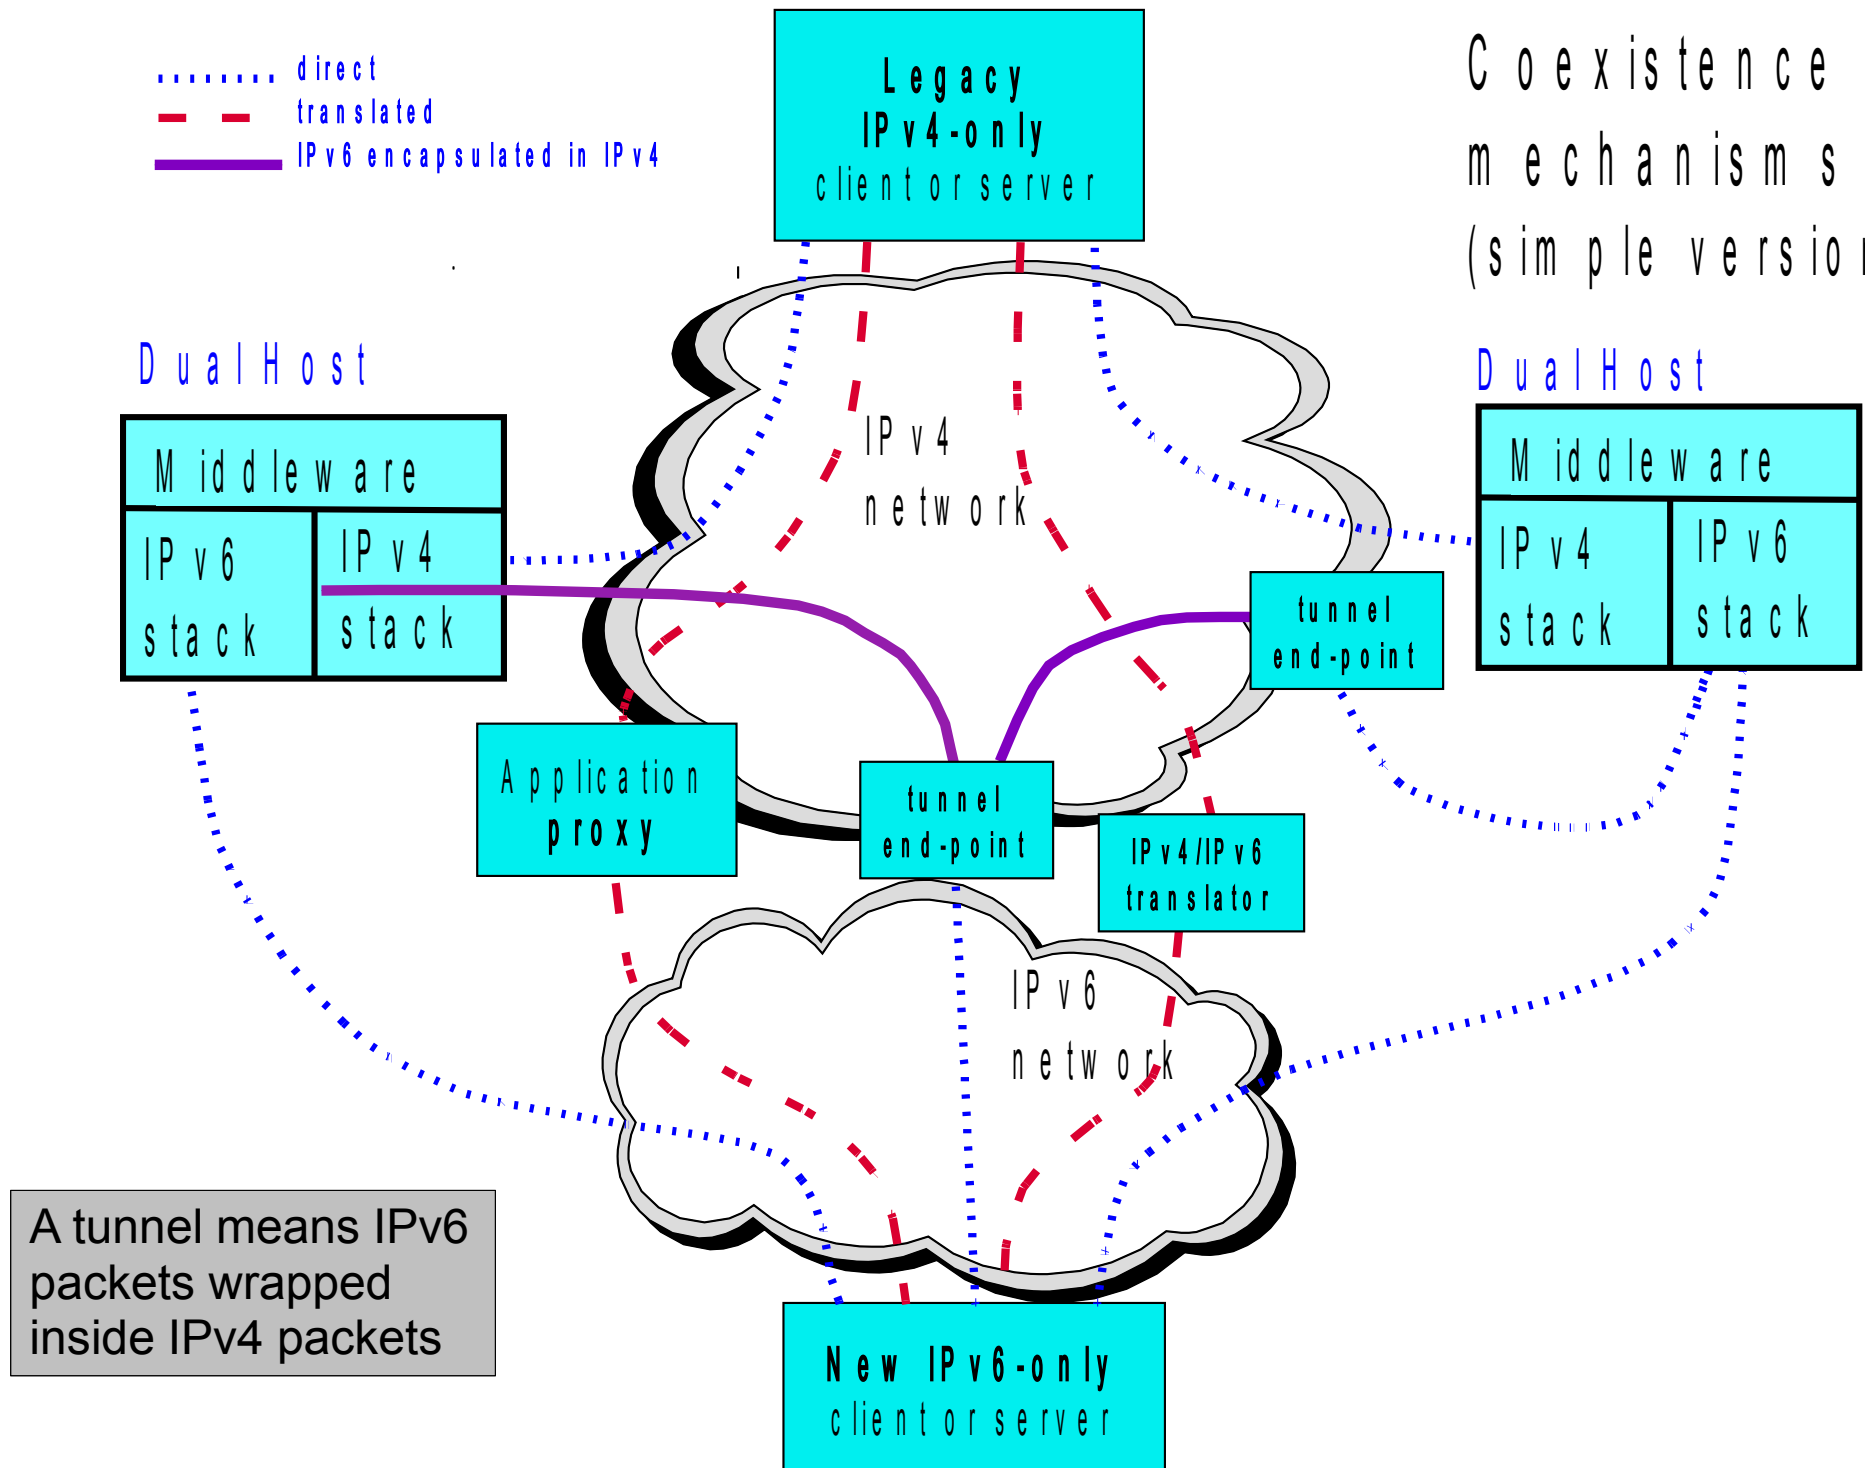 direct
translated
IPv6 encapsulated in IPv4
Legacy
IPv4-only
client or server
Coexistence
mechanisms
(simple version
Dual Host
Middleware
IPv6
stack
IPv4
stack
IPv4
network
Dual Host
Middleware
IPv4
stack
IPv6
stack
tunnel
end-point
Application
proxy
tunnel
end-point
IPv4/IPv6
translator
IPv6
network
A tunnel means IPv6
packets wrapped
inside IPv4 packets
New IPv6-only
client or server